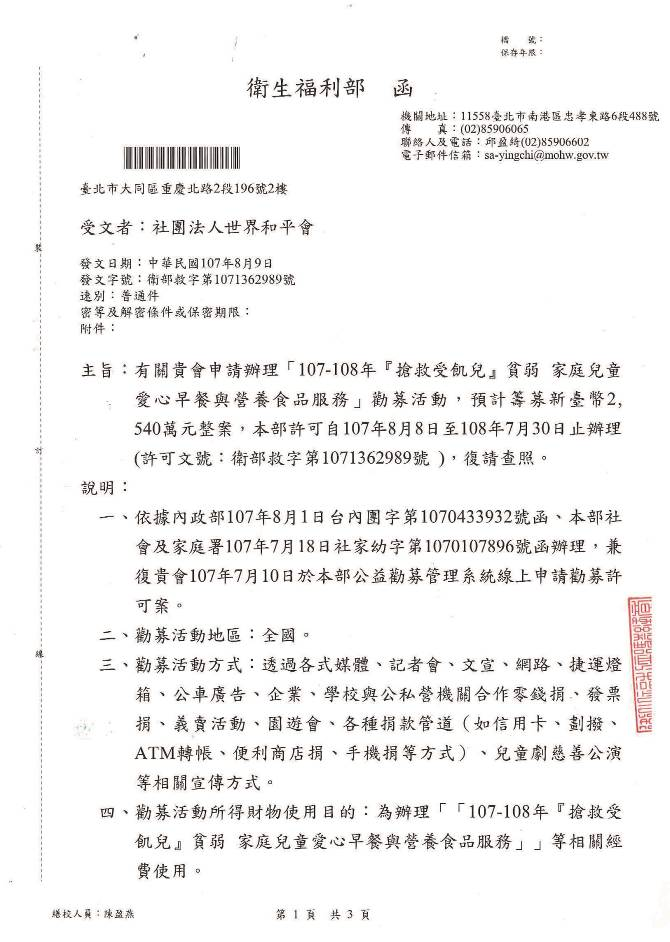 檔　　號：
保存年限：
衛生福利部　函
機關地址：11558臺北市南港區忠孝東路6段488號
傳　　真：(02)85906065
聯絡人及電話：邱盈綺(02)85906602
電子郵件信箱：sa-yingchi@mohw.gov.tw
臺北市大同區重慶北路2段196號2樓
受文者：社團法人世界和平會
發文日期：中華民國107年8月9日
發文字號：衛部救字第1071362989號
速別：普通件
密等及解密條件或保密期限：
附件：
主旨：有關貴會申請辦理「107-108年『搶救受飢兒』貧弱 家庭兒童
愛心早餐與營養食品服務」勸募活動，預計籌募新臺幣2,
540萬元整案，本部許可自107年8月8日至108年7月30日止辦理
(許可文號：衛部救字第1071362989號 )，復請查照。
說明：
一、依據內政部107年8月1日台內團字第1070433932號函、本部社
會及家庭署107年7月18日社家幼字第1070107896號函辦理，兼
復貴會107年7月10日於本部公益勸募管理系統線上申請勸募許
可案。
二、勸募活動地區：全國。
三、勸募活動方式：透過各式媒體、記者會、文宣、網路、捷運燈
箱、公車廣告、企業、學校與公私營機關合作零錢捐、發票
捐、義賣活動、園遊會、各種捐款管道（如信用卡、劃撥、
ATM轉帳、便利商店捐、手機捐等方式）、兒童劇慈善公演
等相關宣傳方式。
四、勸募活動所得財物使用目的：為辦理「「107-108年『搶救受
飢兒』貧弱 家庭兒童愛心早餐與營養食品服務」」等相關經
費使用。
裝
訂
線
繕校人員：陳盈燕
第 1 頁　共 3 頁